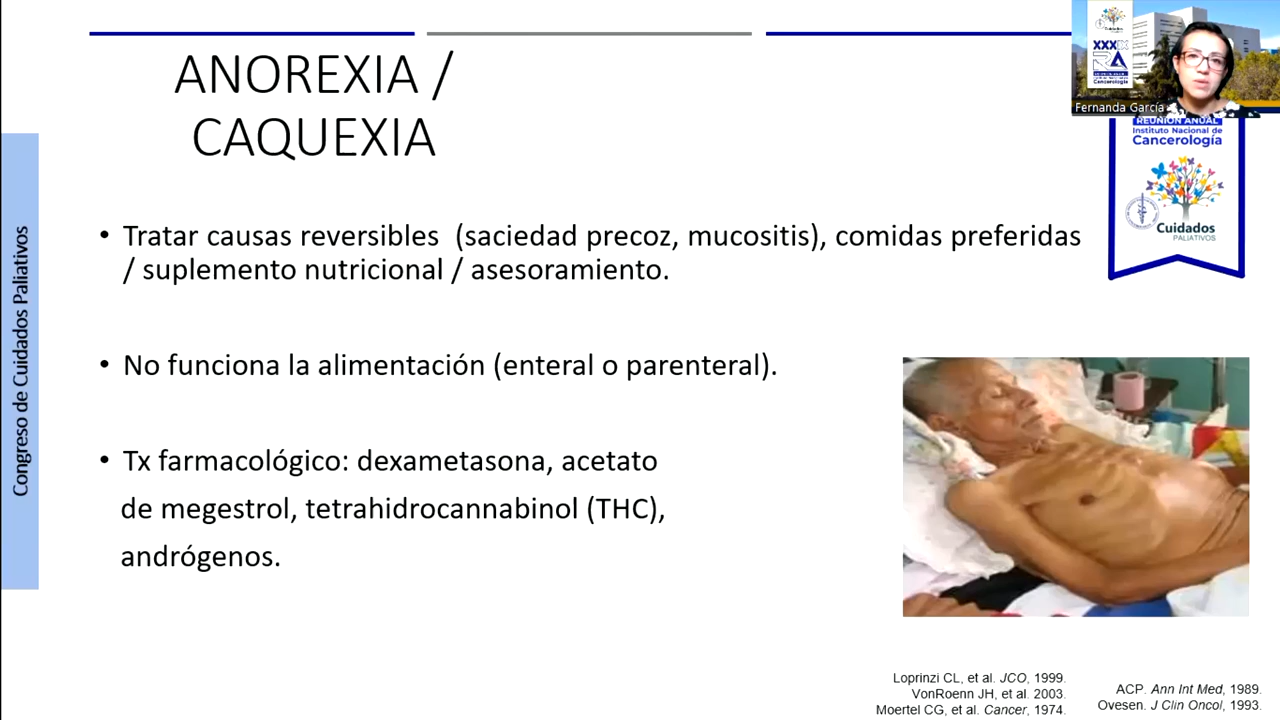 ANOREXIA /
CAQUEXIA
• Tratar causas reversibles (saciedad precoz, mucositis), comidas preferidas
/ suplemento nutricional / asesoramiento.
• No funciona la alimentación (enteral o parenteral).
• Tx farmacológico: dexametasona, acetato
de megestrol, tetrahidrocannabinol (THC),
andrógenos.
Congreso de Cuidados Paliativos
Fernanda García
Cuidados
XXXIX
RA
Cancerología
REUNIÓN ANUAL
Instituto Nacional de
Cancerología
Cuidados
PALIATIVOS
Loprinzi CL, et al. JCO, 1999.
VonRoenn JH, et al. 2003.
Moertel CG, et al. Cancer, 1974.
ACP. Ann Int Med, 1989.
Ovesen. J Clin Oncol, 1993.